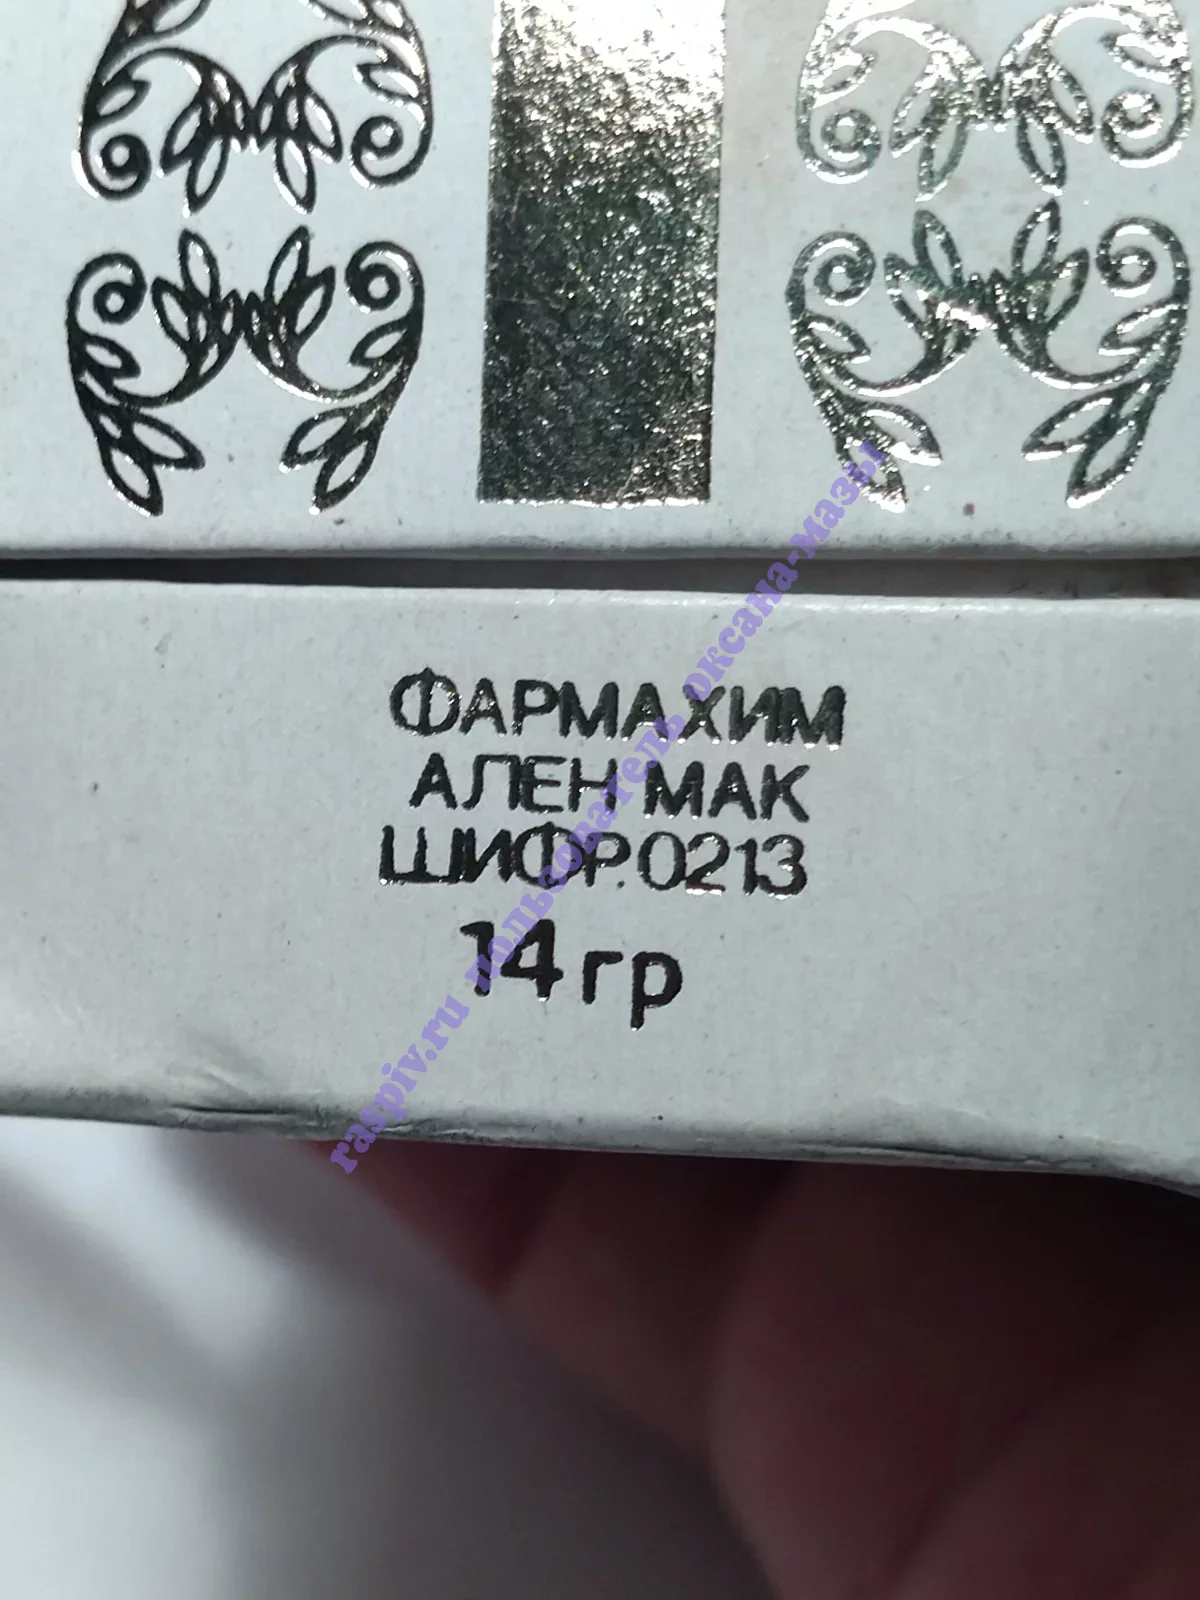 ФАРМАХИМ
АЛЕН МАК
ШИФР.0213
14 гр
raspiv.ru пользователь оксана-мазы